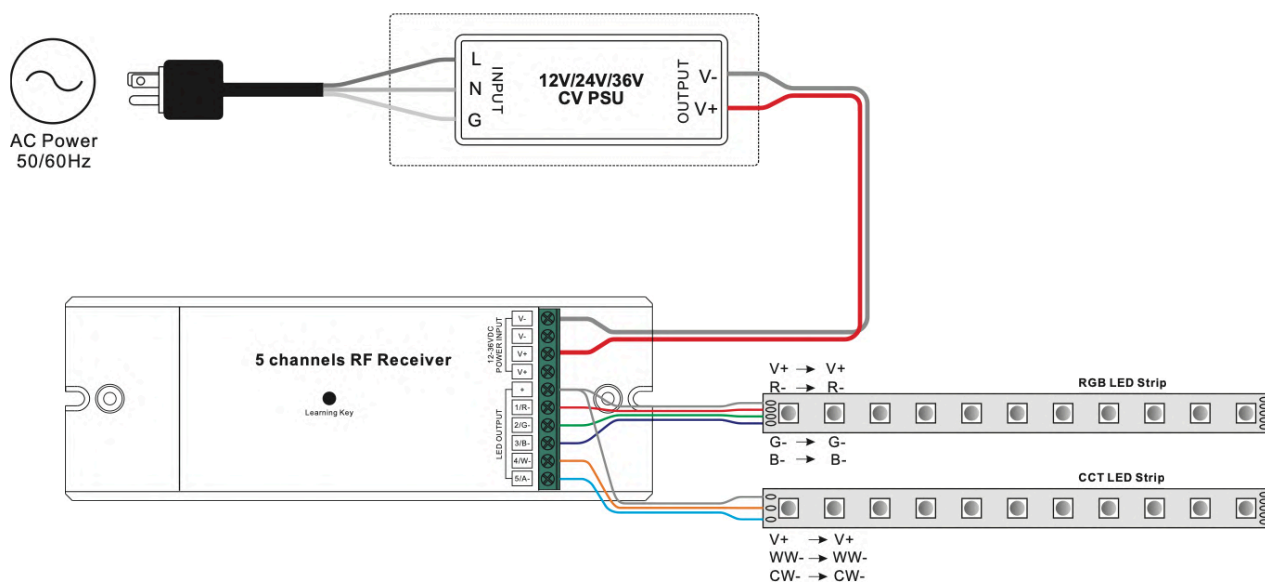 AC Power
50/60Hz
L
N
G
INPUT
12V/24V/36V
CV PSU
OUTPUT
V-
V+
5 channels RF Receiver
Learning Key
12-36VDC
POWER INPUT
V-
V-
V+
V+
LED OUTPUT
+
1/R-
2/G-
3/B-
4/W-
5/A-
V+ → V+
R- → R-
RGB LED Strip
G- → G-
B- → B-
CCT LED Strip
V+ → V+
WW- → WW-
CW- → CW-